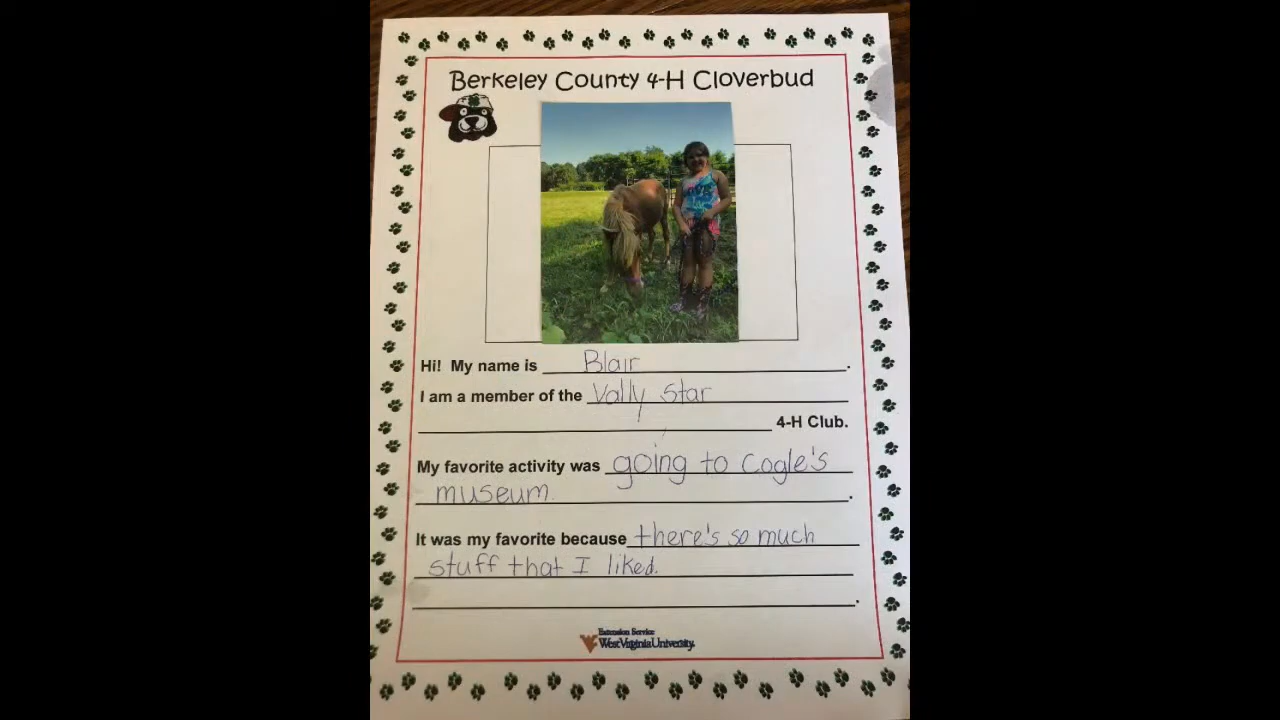 Berkeley County 4-H Cloverbud
Hi! My name is Blair.
I am a member of the Vally Star
4-H Club.
My favorite activity was going to Cogle's
museum.
It was my favorite because there's so much
stuff that I liked.
Extension Service
West Virginia University.